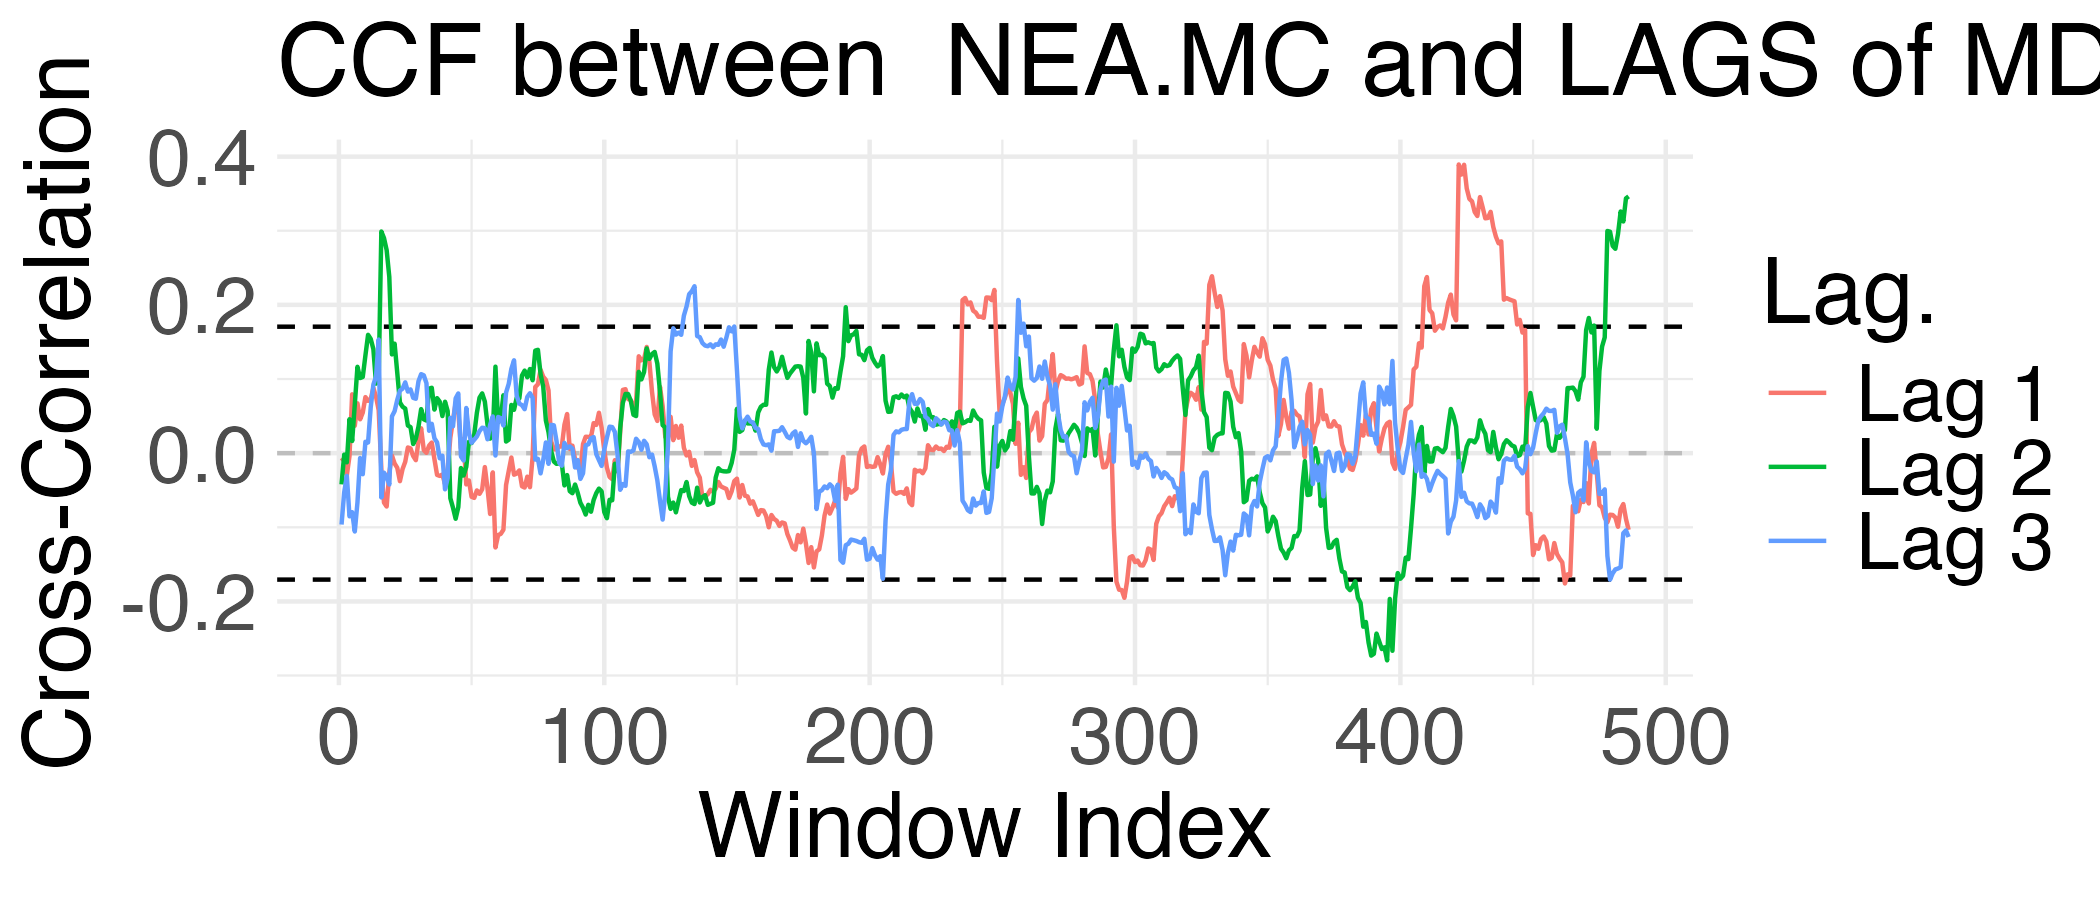 CCF between NEA.MC and LAGS of MD
Cross-Correlation
0.4
0.2
0.0
-0.2
0 100 200 300 400 500
Window Index
Lag.
Lag 1
Lag 2
Lag 3